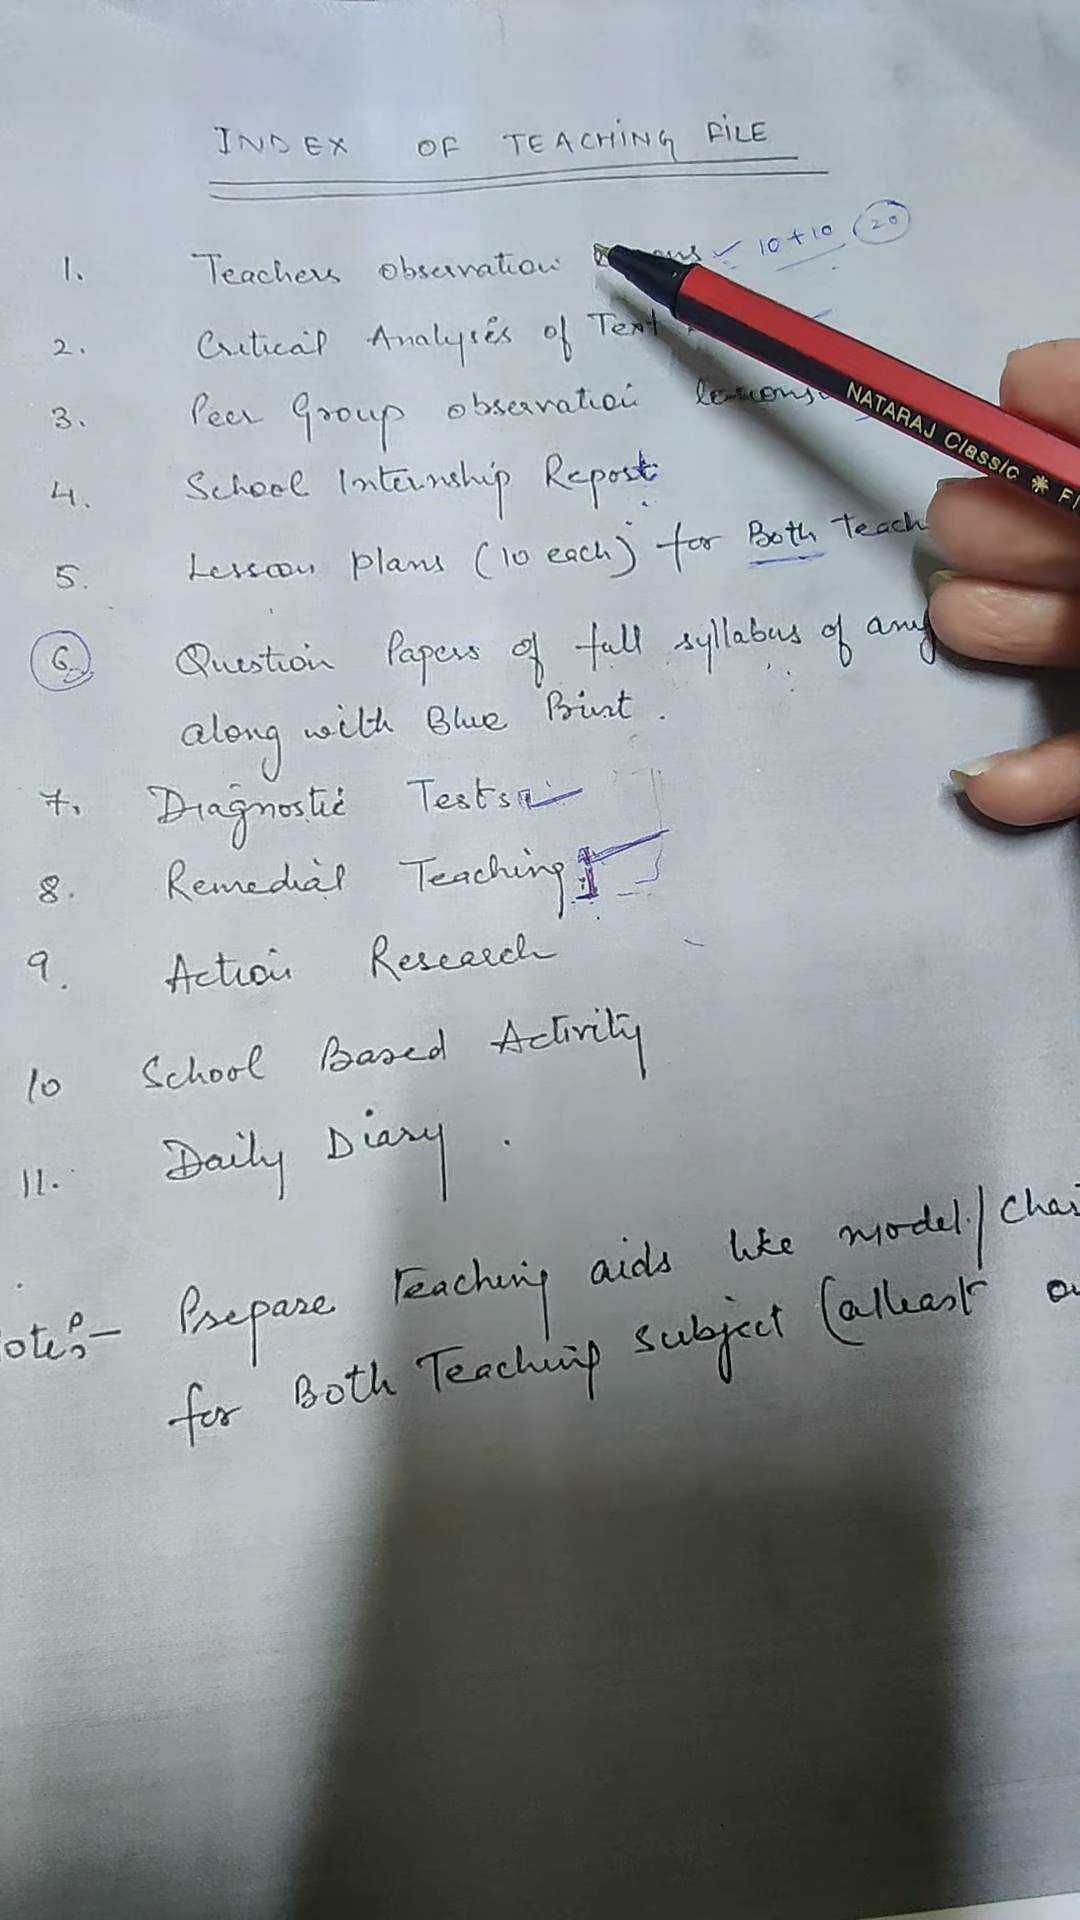 INDEX OF TEACHING FILE
1. Teachers observation 10 + 10 20
2. Critical Analysis of Text
3. Peer Group observation lessons
4. School Internship Report
5. Lesson plans (10 each) for Both Teach
6 Question Papers of full syllabus of any
along with Blue Print.
7. Diagnostic Tests
8. Remedial Teaching
9. Action Research
10 School Based Activity
11. Daily Diary.
otes:- Prepare teaching aids like model/Char
for Both Teaching subject (atleast
NATARAJ Classic